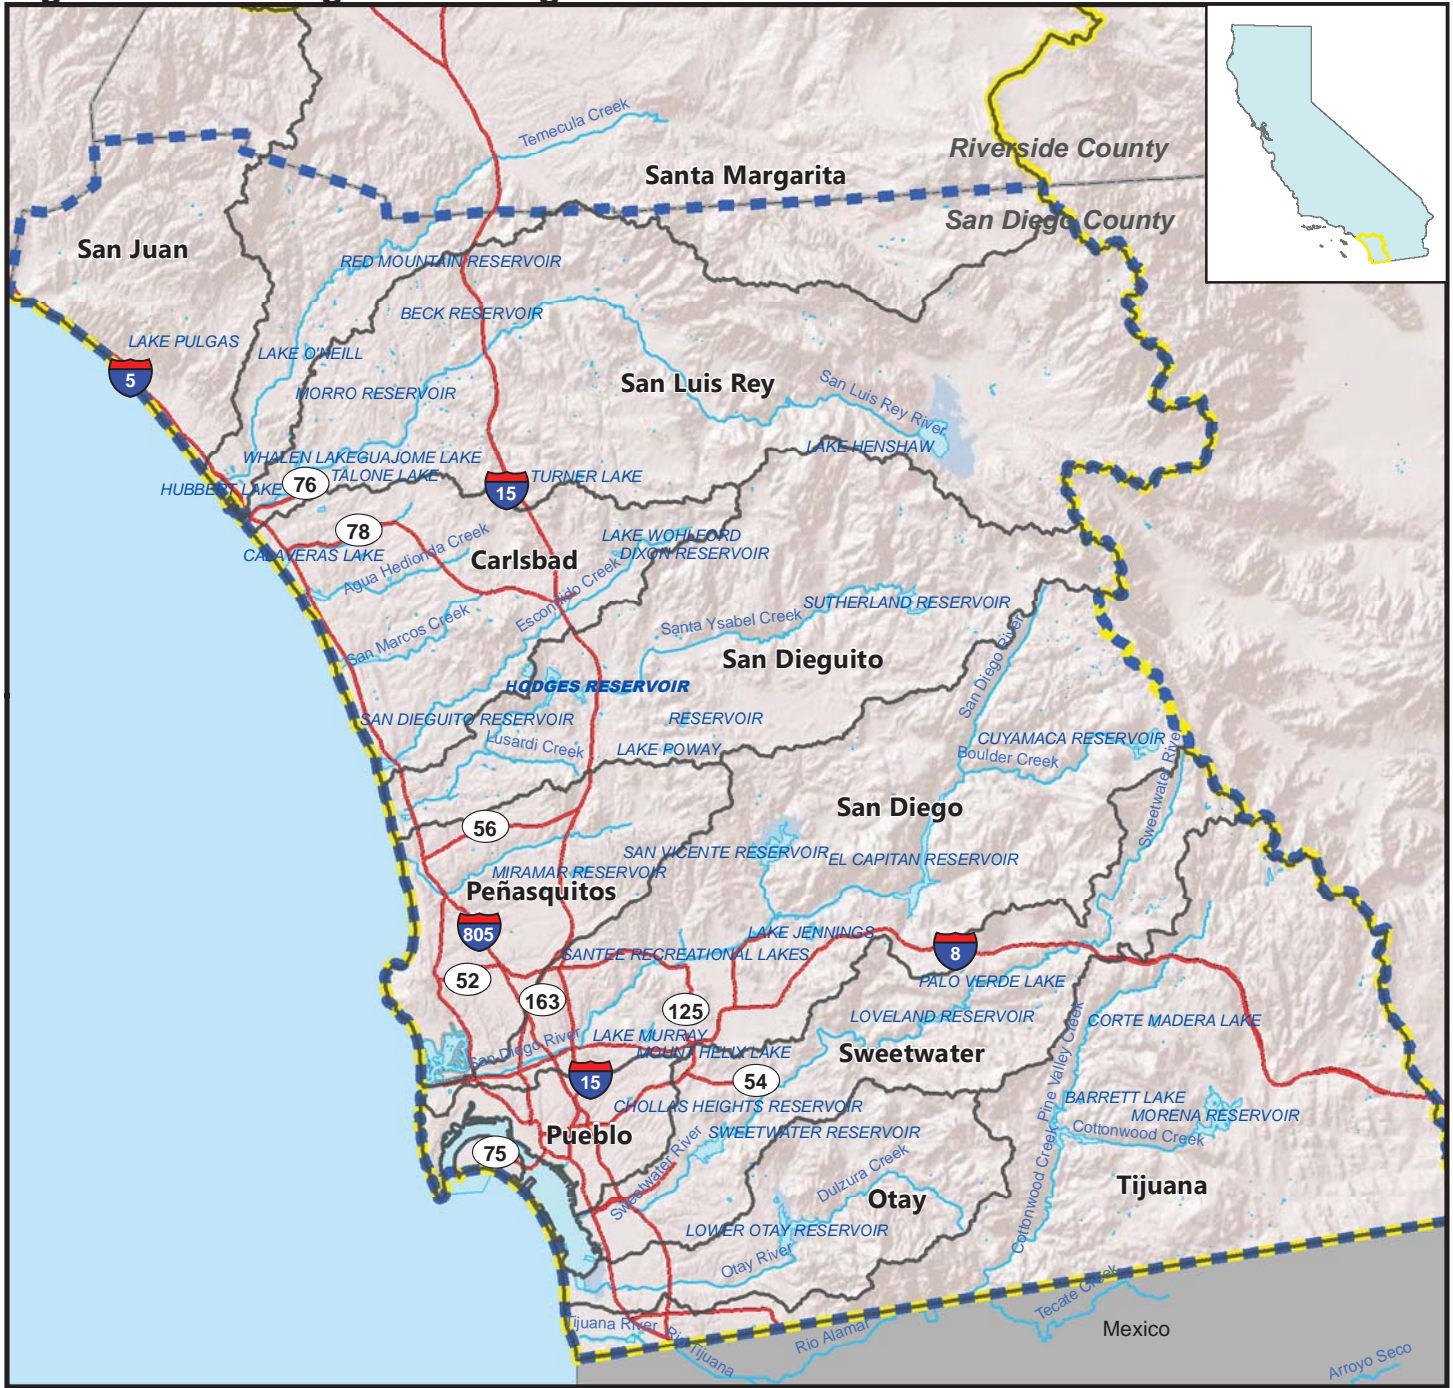 Temecula Creek
Riverside County
Santa Margarita
San Diego County
San Juan
RED MOUNTAIN RESERVOIR
BECK RESERVOIR
LAKE PULGAS
LAKE O'NEILL
5
San Luis Rey
San Luis Rey River
MORRO RESERVOIR
LAKE HENSHAW
WHALEN LAKE
GUAJOME LAKE
TALONE LAKE
TURNER LAKE
HUBBERT LAKE
76
15
78
LAKE WOHLFORD
DIXON RESERVOIR
CALAVERAS LAKE
Agua Hedionda Creek
Carlsbad
Escondido Creek
SUTHERLAND RESERVOIR
Santa Ysabel Creek
San Marcos Creek
San Dieguito
San Diego River
HODGES RESERVOIR
SAN DIEGUITO RESERVOIR
RESERVOIR
Lusardi Creek
LAKE POWAY
CUYAMACA RESERVOIR
Boulder Creek
Sweetwater River
San Diego
56
SAN VICENTE RESERVOIR
EL CAPITAN RESERVOIR
MIRAMAR RESERVOIR
Peñasquitos
805
LAKE JENNINGS
8
SANTEE RECREATIONAL LAKES
52
PALO VERDE LAKE
163
125
LOVELAND RESERVOIR
CORTE MADERA LAKE
San Diego River
LAKE MURRAY
MOUNT HELIX LAKE
Sweetwater
Pine Valley Creek
15
54
CHOLLAS HEIGHTS RESERVOIR
BARRETT LAKE
MORENA RESERVOIR
Pueblo
SWEETWATER RESERVOIR
Cottonwood Creek
75
Sweetwater River
Dulzura Creek
Otay
Cottonwood Creek
Tijuana
LOWER OTAY RESERVOIR
Otay River
Tecate Creek
Tijuana River
Rio Tijuana
Rio Alamar
Mexico
Arroyo Seco